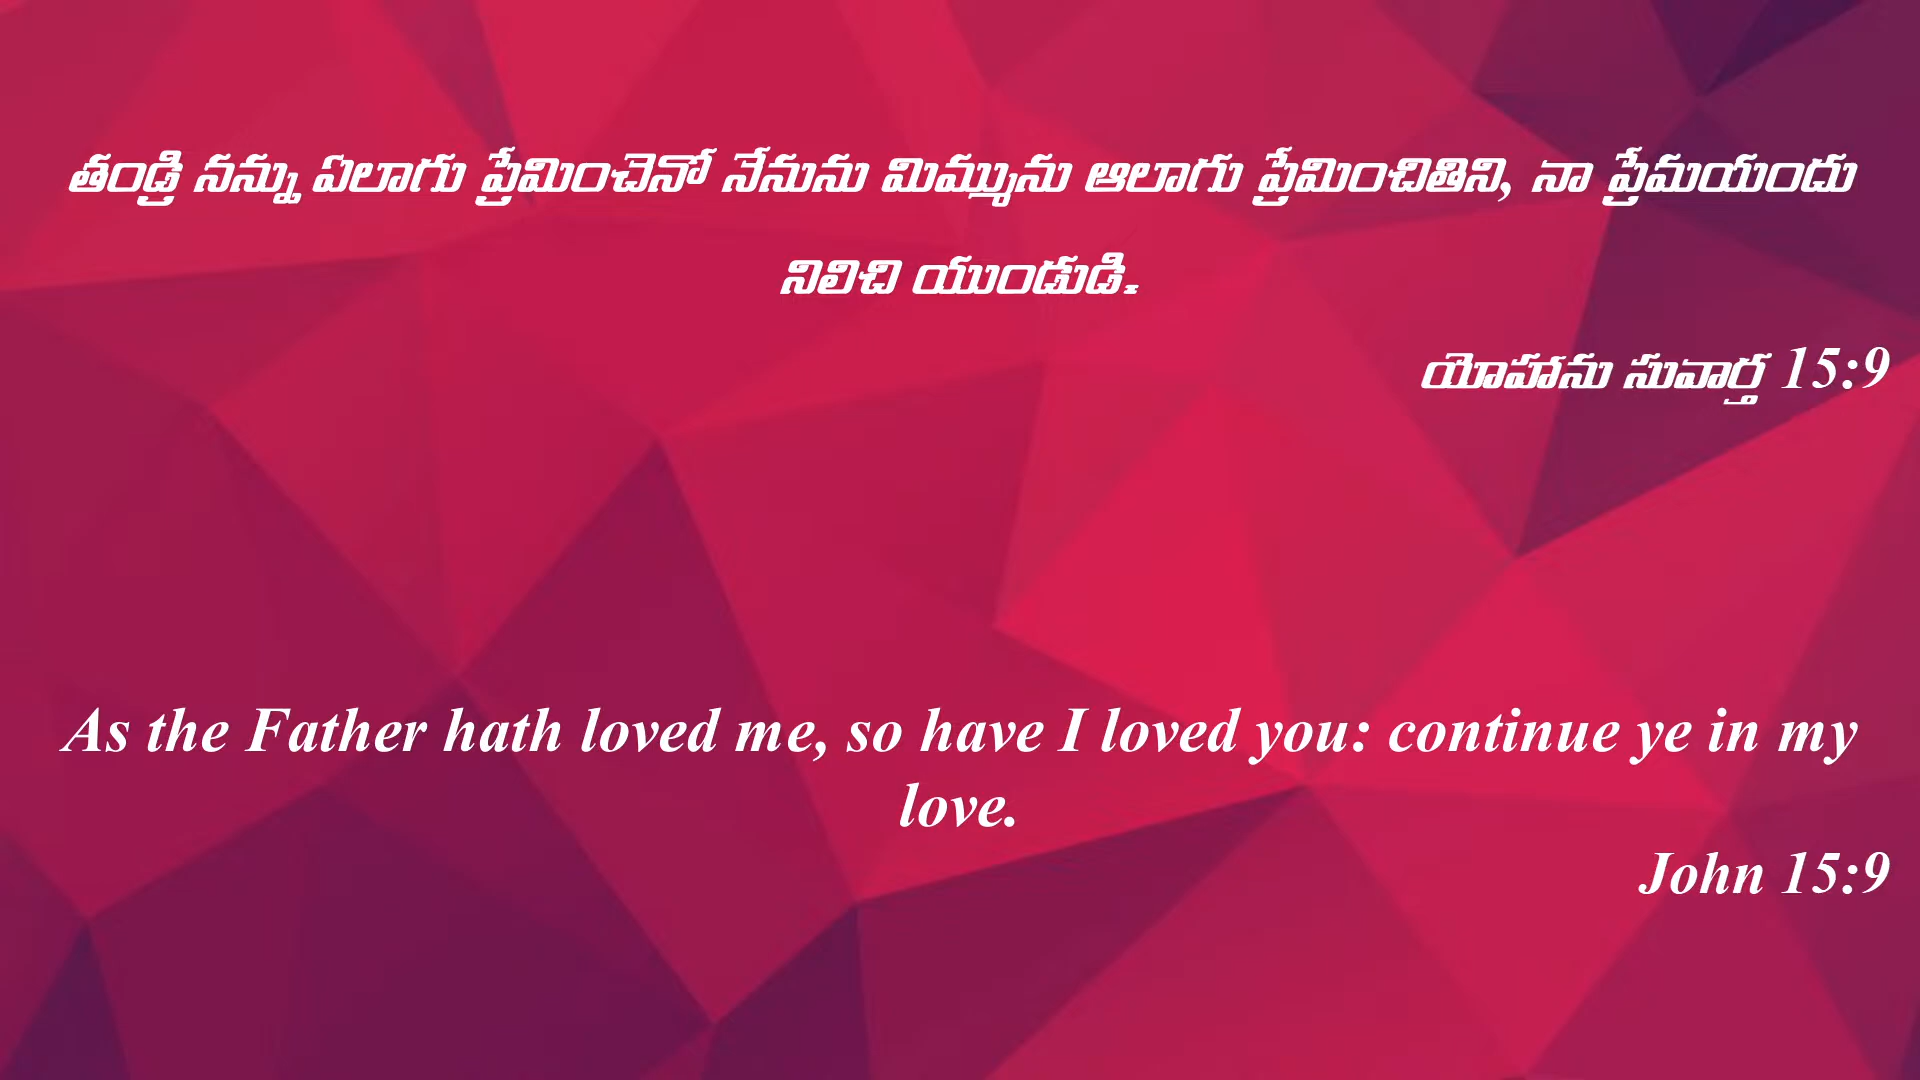 తండ్రి నన్ను ఏలాగు ప్రేమించెనో నేనును మిమ్మును ఆలాగు ప్రేమించితిని, నా ప్రేమయందు
నిలిచి యుండుడి.
యోహాను సువార్త 15:9
As the Father hath loved me, so have I loved you: continue ye in my
love.
John 15:9